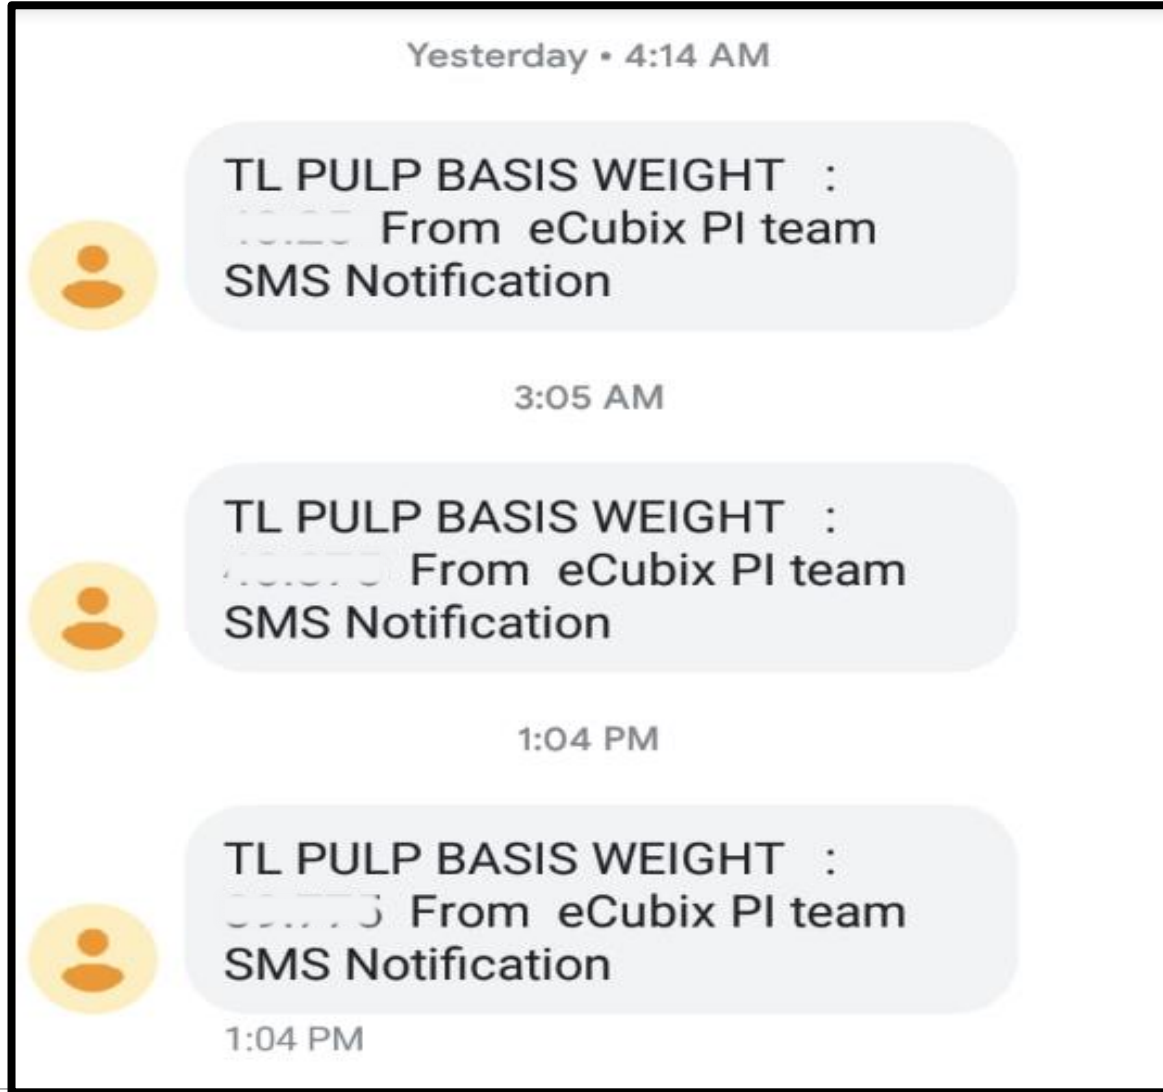 Yesterday • 4:14 AM
TL PULP BASIS WEIGHT :
From eCubix PI team
SMS Notification
3:05 AM
TL PULP BASIS WEIGHT :
From eCubix PI team
SMS Notification
1:04 PM
TL PULP BASIS WEIGHT :
From eCubix PI team
SMS Notification
1:04 PM